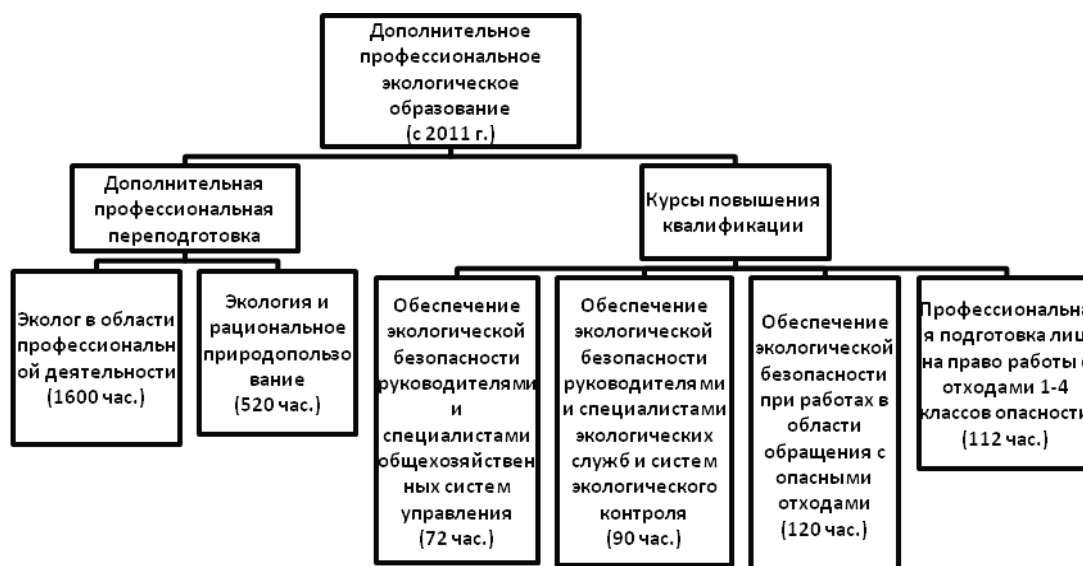 Дополнительное
профессиональное
экологическое
образование
(с 2011 г.)
Дополнительная
профессиональная
переподготовка
Курсы повышения
квалификации
Эколог в области
профессиональн
ой деятельности
(1600 час.)
Экология и
рациональное
природопользо
вание
(520 час.)
Обеспечение
экологической
безопасности
руководителями
и
специалистами
общехозяйствен
ных систем
управления
(72 час.)
Обеспечение
экологической
безопасности
руководителями
и специалистами
экологических
служб и систем
экологического
контроля
(90 час.)
Обеспечение
экологической
безопасности
при работах в
области
обращения с
опасными
отходами
(120 час.)
Профессиональна
я подготовка лиц
на право работы с
отходами 1-4
классов опасности
(112 час.)